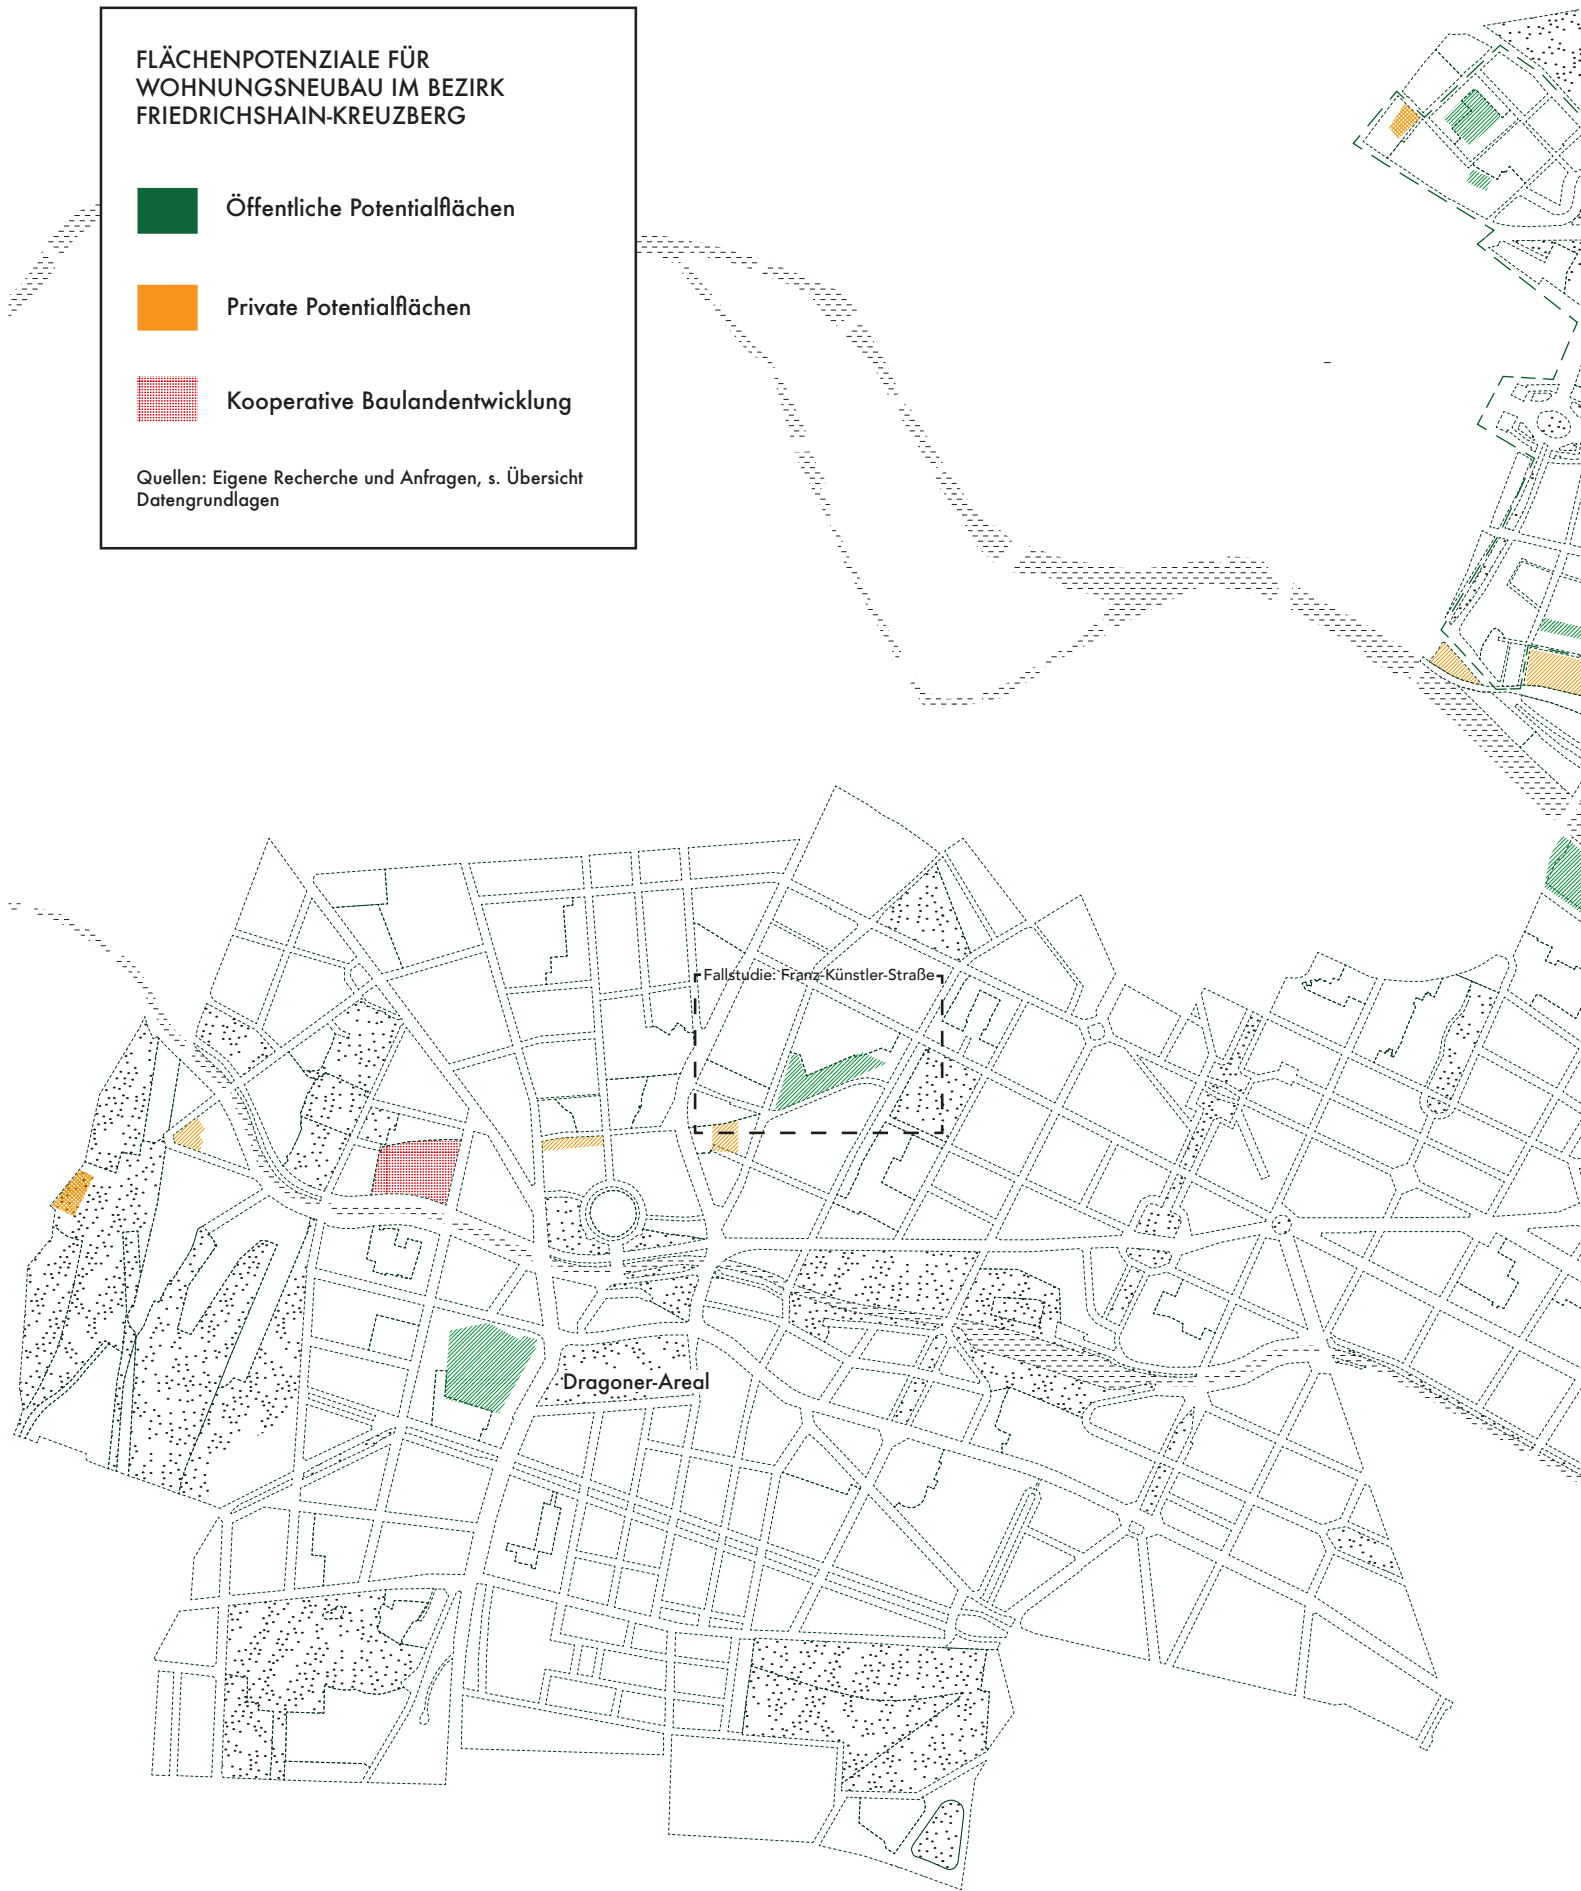 FLÄCHENPOTENZIALE FÜR
WOHNUNGSNEUBAU IM BEZIRK
FRIEDRICHSHAIN-KREUZBERG
Öffentliche Potentialflächen
Private Potentialflächen
Kooperative Baulandentwicklung
Quellen: Eigene Recherche und Anfragen, s. Übersicht
Datengrundlagen
Fallstudie: Franz-Künstler-Straße
Dragoner-Areal